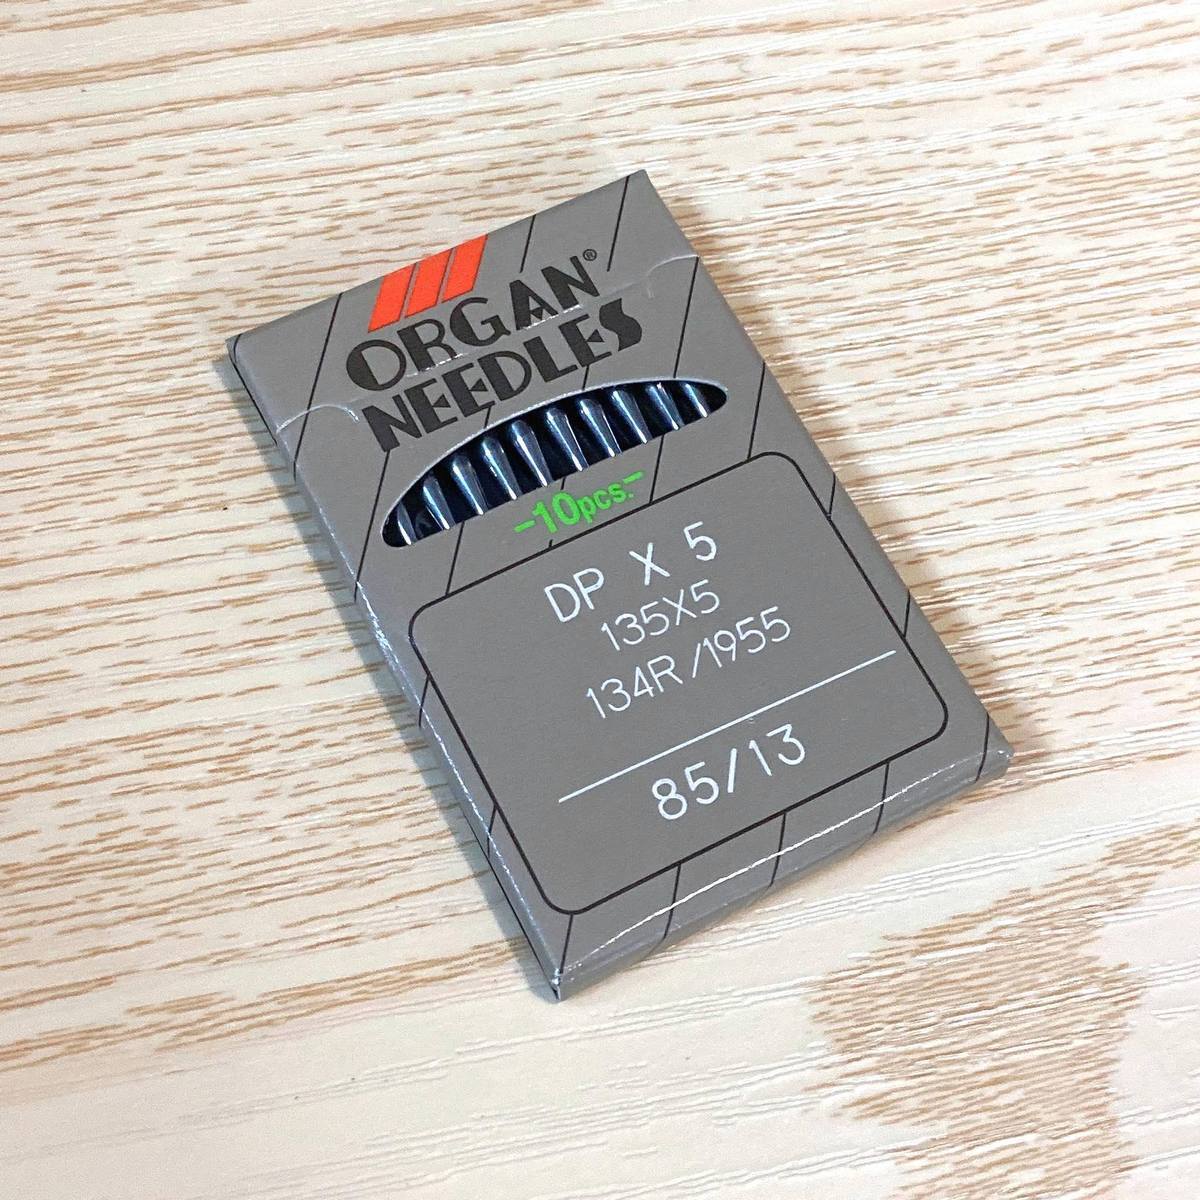 ORGAN®
NEEDLES
-10pcs.-
DP X 5
135X5
134R/1955
85/13